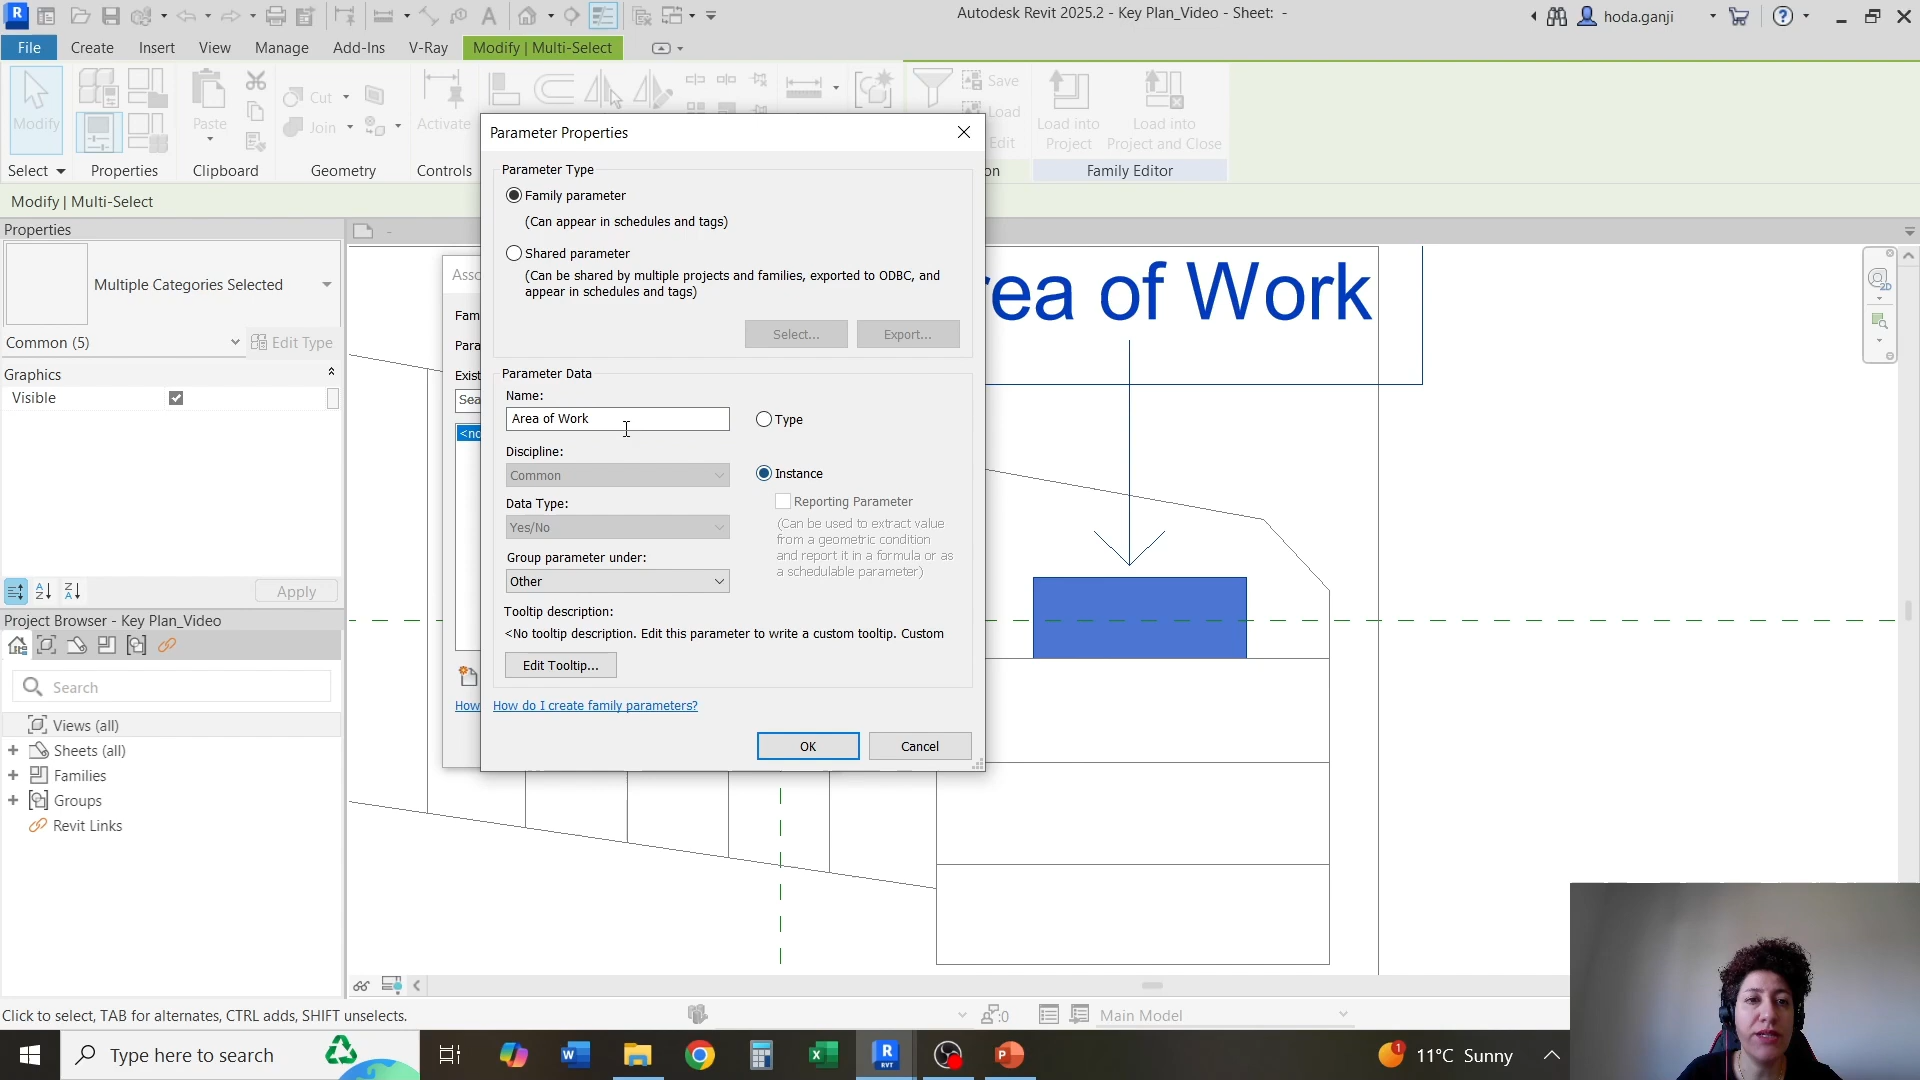 Autodesk Revit 2025.2 - Key Plan_Video - Sheet: -
hoda.ganji
File Create Insert View Manage Add-Ins V-Ray Modify | Multi-Select
Modify
Paste
Cut
Join
Activate
Save
Load
Edit
Load into
Project
Load into
Project and Close
Select Properties Clipboard Geometry Controls Family Editor
Modify | Multi-Select
Properties
Multiple Categories Selected
Common (5)
Edit Type
Graphics
Visible
Apply
Project Browser - Key Plan_Video
Search
Views (all)
Sheets (all)
Families
Groups
Revit Links
Parameter Properties
Parameter Type
Family parameter
(Can appear in schedules and tags)
Shared parameter
(Can be shared by multiple projects and families, exported to ODBC, and
appear in schedules and tags)
Select...
Export...
Parameter Data
Name:
Area of Work
Type
Discipline:
Common
Instance
Data Type:
Reporting Parameter
Yes/No
(Can be used to extract value
from a geometric condition
and report it in a formula or as
a schedulable parameter)
Group parameter under:
Other
Tooltip description:
<No tooltip description. Edit this parameter to write a custom tooltip. Custom
Edit Tooltip...
How do I create family parameters?
OK
Cancel
How
rea of Work
2D
Click to select, TAB for alternates, CTRL adds, SHIFT unselects.
:0
Main Model
Type here to search
11°C Sunny